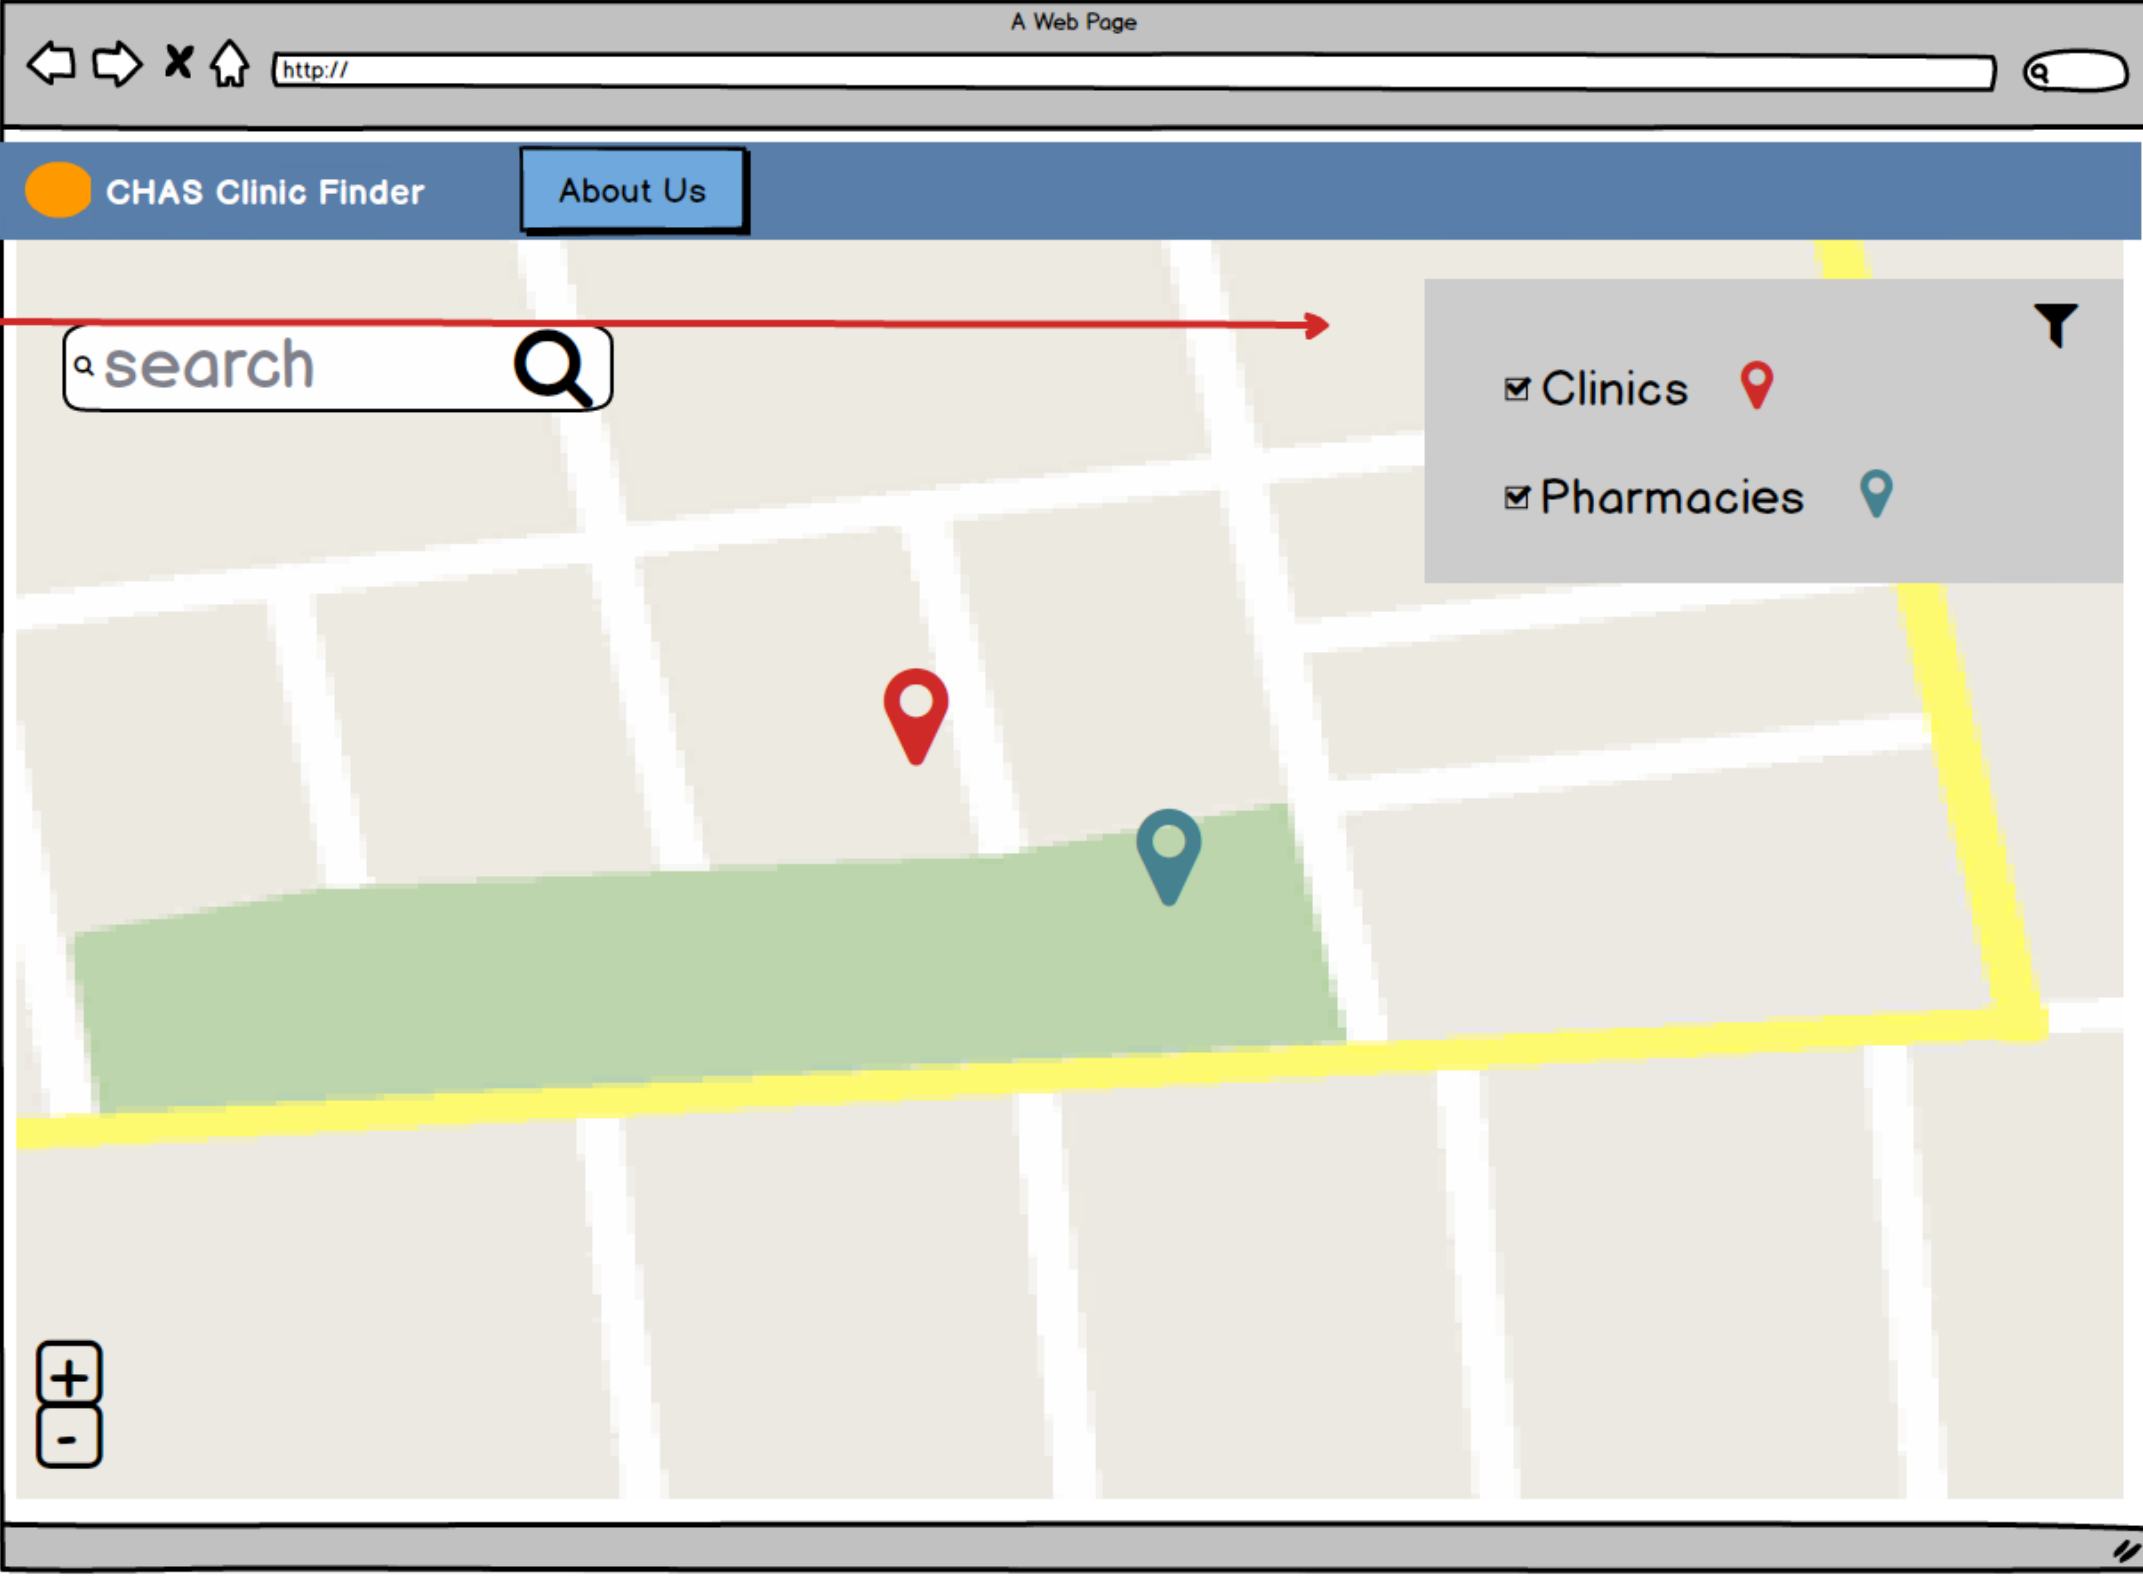 A Web Page
http://
CHAS Clinic Finder
About Us
search
Clinics
Pharmacies
+
-